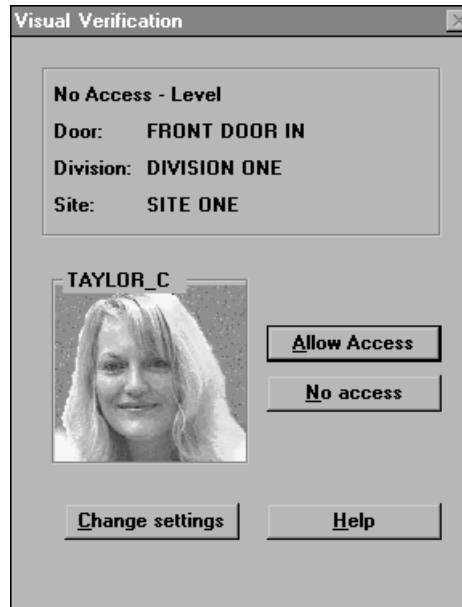 Visual Verification
No Access - Level
Door: FRONT DOOR IN
Division: DIVISION ONE
Site: SITE ONE
TAYLOR_C
Allow Access
No access
Change settings
Help